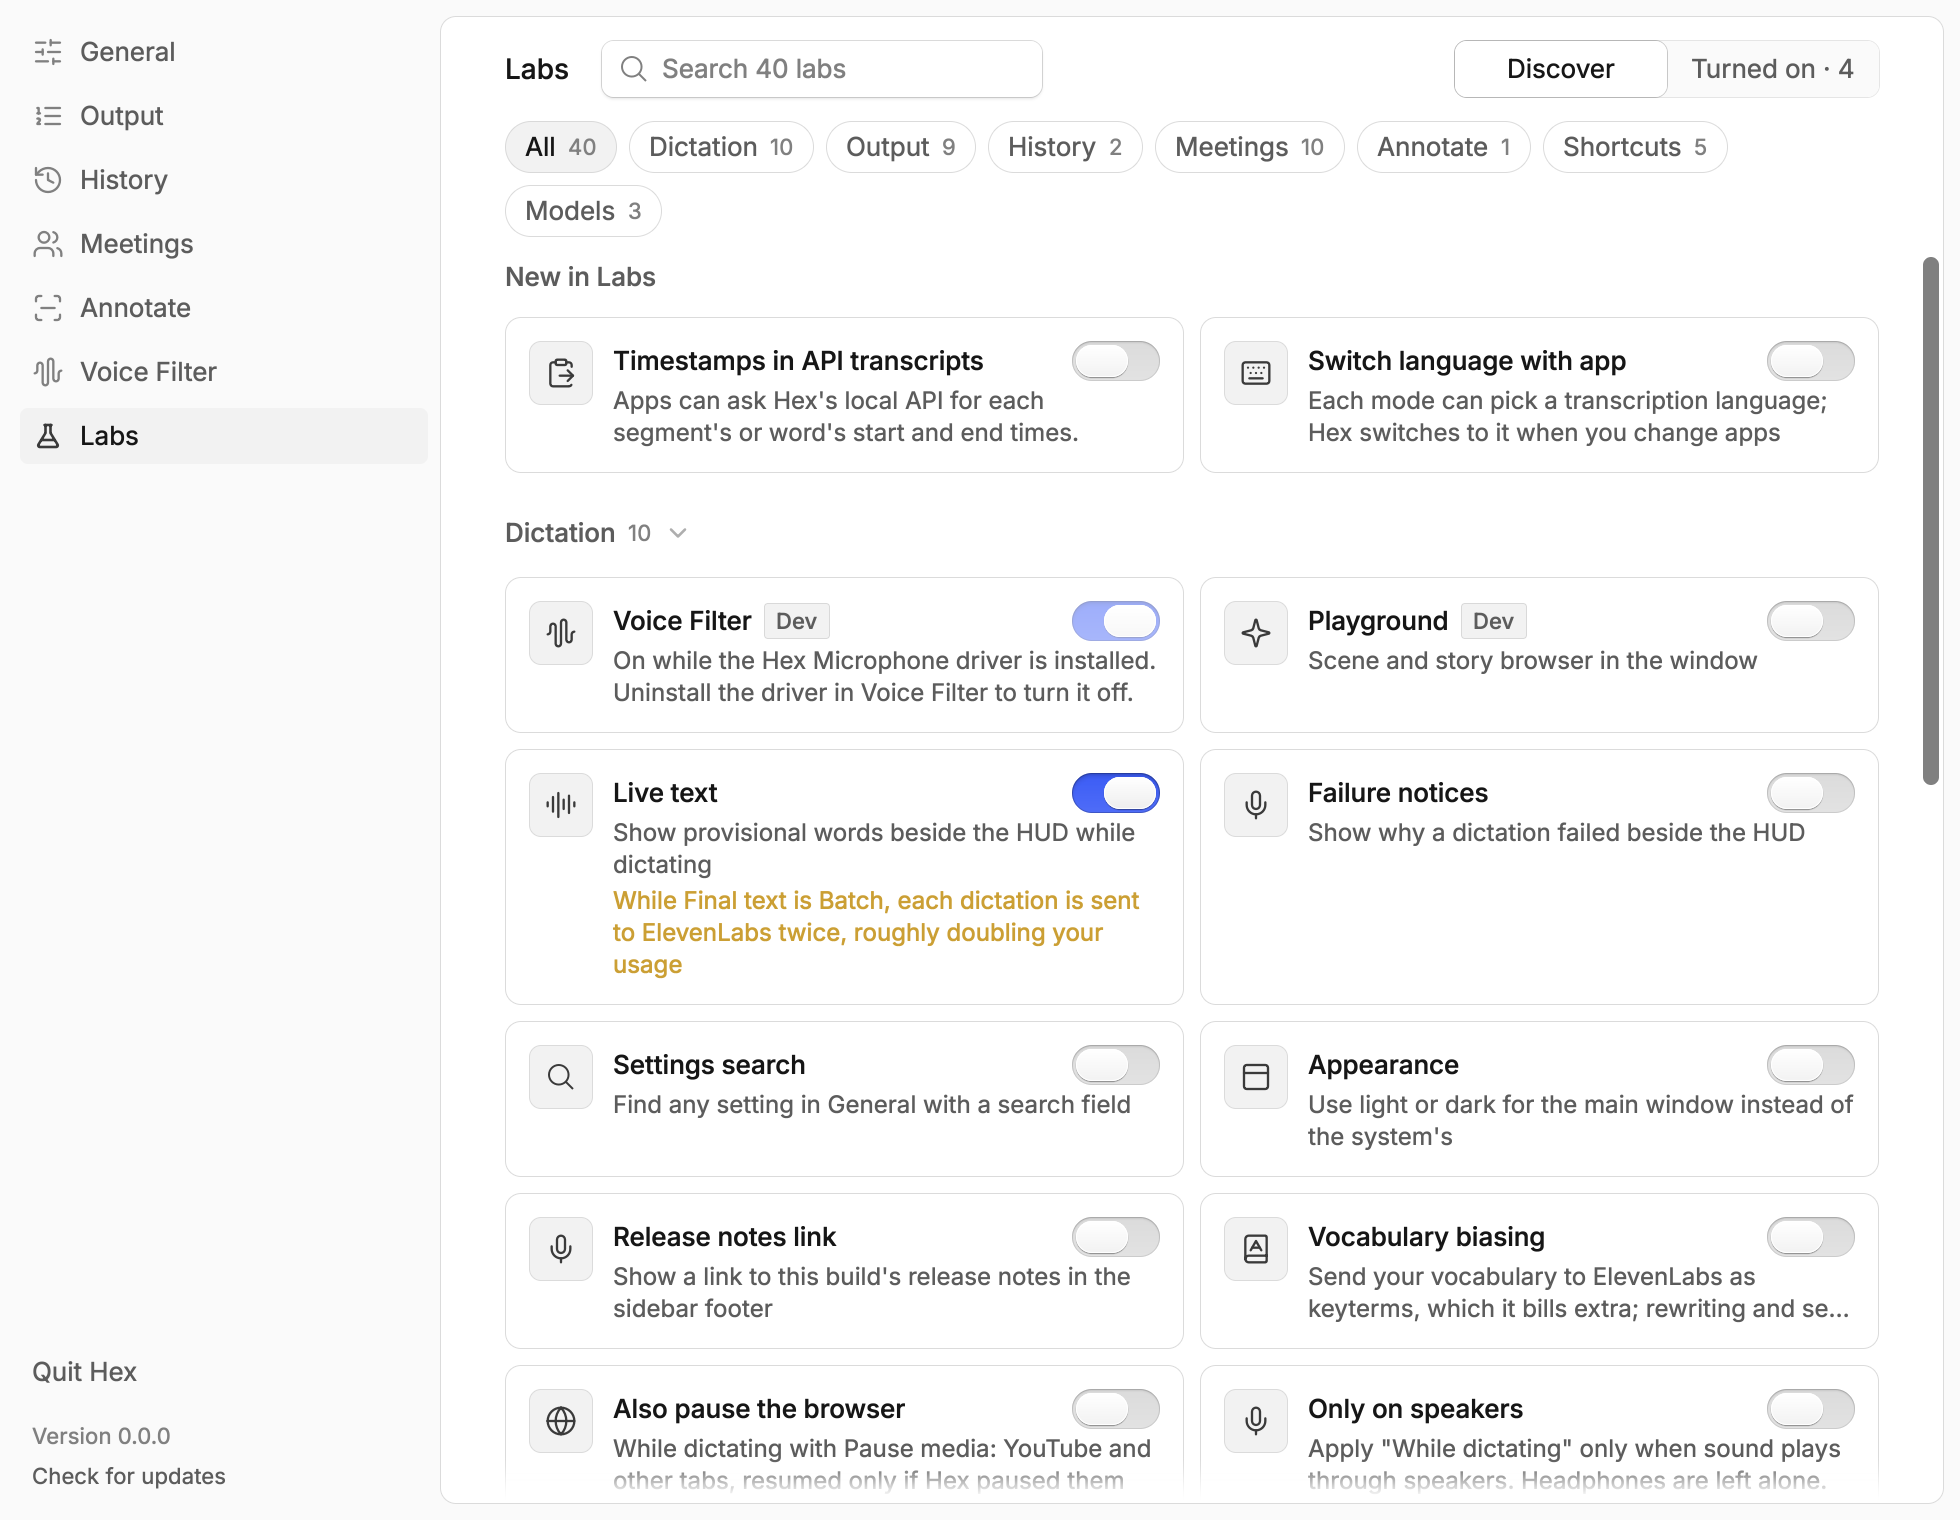 General
Output
History
Meetings
Annotate
Voice Filter
Labs
Quit Hex
Version 0.0.0
Check for updates
Labs
Search 40 labs
Discover
Turned on · 4
All 40
Dictation 10
Output 9
History 2
Meetings 10
Annotate 1
Shortcuts 5
Models 3
New in Labs
Timestamps in API transcripts
Apps can ask Hex's local API for each
segment's or word's start and end times.
Switch language with app
Each mode can pick a transcription language;
Hex switches to it when you change apps
Dictation 10
Voice Filter Dev
On while the Hex Microphone driver is installed.
Uninstall the driver in Voice Filter to turn it off.
Playground Dev
Scene and story browser in the window
Live text
Show provisional words beside the HUD while
dictating
While Final text is Batch, each dictation is sent
to ElevenLabs twice, roughly doubling your
usage
Failure notices
Show why a dictation failed beside the HUD
Settings search
Find any setting in General with a search field
Appearance
Use light or dark for the main window instead of
the system's
Release notes link
Show a link to this build's release notes in the
sidebar footer
Vocabulary biasing
Send your vocabulary to ElevenLabs as
keyterms, which it bills extra; rewriting and se...
Also pause the browser
While dictating with Pause media: YouTube and
other tabs, resumed only if Hex paused them
Only on speakers
Apply "While dictating" only when sound plays
through speakers. Headphones are left alone.